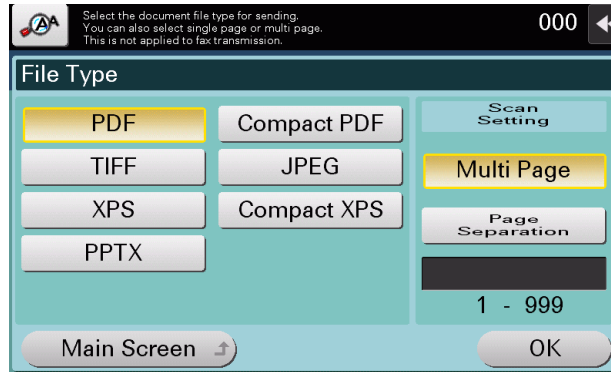 Select the document file type for sending.
You can also select single page or multi page.
This is not applied to fax transmission.
000
File Type
PDF
Compact PDF
TIFF
JPEG
XPS
Compact XPS
PPTX
Scan
Setting
Multi Page
Page
Separation
1 - 999
Main Screen
OK